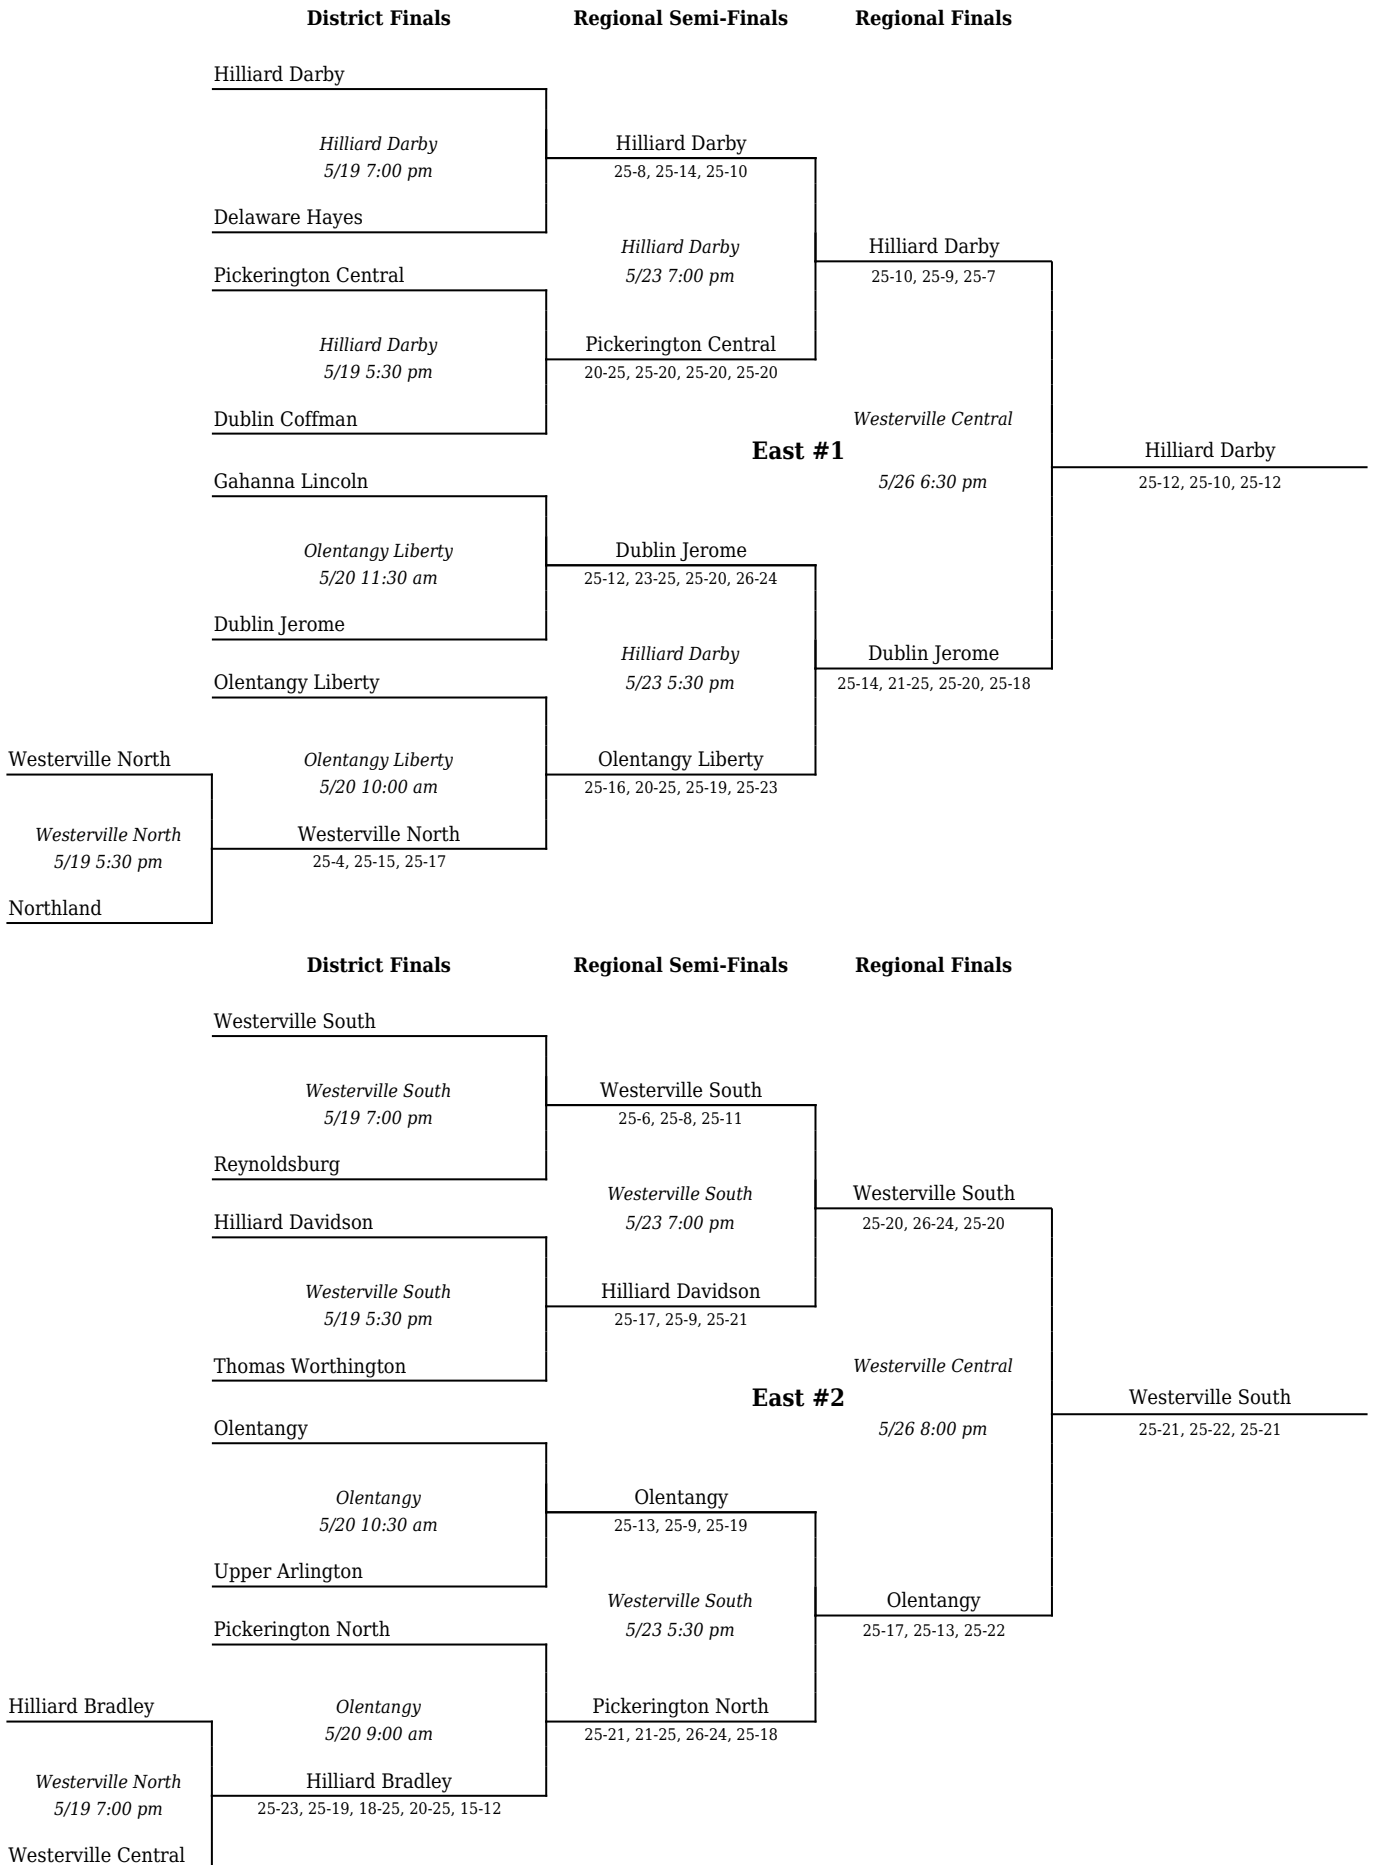 District Finals Regional Semi-Finals Regional Finals
Hilliard Darby
Hilliard Darby Hilliard Darby
5/19 7:00 pm 25-8, 25-14, 25-10
Delaware Hayes
Hilliard Darby Hilliard Darby
Pickerington Central 5/23 7:00 pm 25-10, 25-9, 25-7
Hilliard Darby Pickerington Central
5/19 5:30 pm 20-25, 25-20, 25-20, 25-20
Dublin Coffman Westerville Central
East #1 Hilliard Darby
Gahanna Lincoln 5/26 6:30 pm 25-12, 25-10, 25-12
Olentangy Liberty Dublin Jerome
5/20 11:30 am 25-12, 23-25, 25-20, 26-24
Dublin Jerome
Hilliard Darby Dublin Jerome
Olentangy Liberty 5/23 5:30 pm 25-14, 21-25, 25-20, 25-18
Westerville North Olentangy Liberty Olentangy Liberty
5/20 10:00 am 25-16, 20-25, 25-19, 25-23
Westerville North Westerville North
5/19 5:30 pm 25-4, 25-15, 25-17
Northland
District Finals Regional Semi-Finals Regional Finals
Westerville South
Westerville South Westerville South
5/19 7:00 pm 25-6, 25-8, 25-11
Reynoldsburg
Westerville South Westerville South
Hilliard Davidson 5/23 7:00 pm 25-20, 26-24, 25-20
Westerville South Hilliard Davidson
5/19 5:30 pm 25-17, 25-9, 25-21
Thomas Worthington Westerville Central
East #2 Westerville South
Olentangy 5/26 8:00 pm 25-21, 25-22, 25-21
Olentangy Olentangy
5/20 10:30 am 25-13, 25-9, 25-19
Upper Arlington
Westerville South Olentangy
Pickerington North 5/23 5:30 pm 25-17, 25-13, 25-22
Hilliard Bradley Olentangy Pickerington North
5/20 9:00 am 25-21, 21-25, 26-24, 25-18
Westerville North Hilliard Bradley
5/19 7:00 pm 25-23, 25-19, 18-25, 20-25, 15-12
Westerville Central